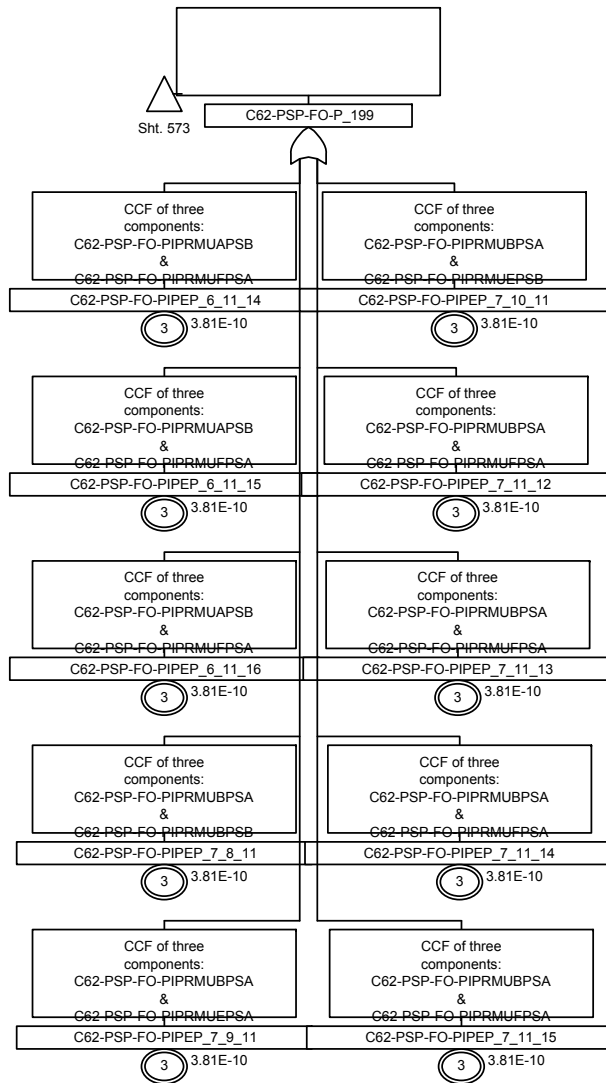 Sht. 573
C62-PSP-FO-P_199
CCF of three
components:
C62-PSP-FO-PIPRMUAPSB
&
C62-PSP-FO-PIPRMUFPSA
C62-PSP-FO-PIPEP_6_11_14
3
3.81E-10
CCF of three
components:
C62-PSP-FO-PIPRMUBPSA
&
C62-PSP-FO-PIPRMUEPSB
C62-PSP-FO-PIPEP_7_10_11
3
3.81E-10
CCF of three
components:
C62-PSP-FO-PIPRMUAPSB
&
C62-PSP-FO-PIPRMUFPSA
C62-PSP-FO-PIPEP_6_11_15
3
3.81E-10
CCF of three
components:
C62-PSP-FO-PIPRMUBPSA
&
C62-PSP-FO-PIPRMUFPSA
C62-PSP-FO-PIPEP_7_11_12
3
3.81E-10
CCF of three
components:
C62-PSP-FO-PIPRMUAPSB
&
C62-PSP-FO-PIPRMUFPSA
C62-PSP-FO-PIPEP_6_11_16
3
3.81E-10
CCF of three
components:
C62-PSP-FO-PIPRMUBPSA
&
C62-PSP-FO-PIPRMUFPSA
C62-PSP-FO-PIPEP_7_11_13
3
3.81E-10
CCF of three
components:
C62-PSP-FO-PIPRMUBPSA
&
C62-PSP-FO-PIPRMUBPSB
C62-PSP-FO-PIPEP_7_8_11
3
3.81E-10
CCF of three
components:
C62-PSP-FO-PIPRMUBPSA
&
C62-PSP-FO-PIPRMUFPSA
C62-PSP-FO-PIPEP_7_11_14
3
3.81E-10
CCF of three
components:
C62-PSP-FO-PIPRMUBPSA
&
C62-PSP-FO-PIPRMUEPSA
C62-PSP-FO-PIPEP_7_9_11
3
3.81E-10
CCF of three
components:
C62-PSP-FO-PIPRMUBPSA
&
C62-PSP-FO-PIPRMUFPSA
C62-PSP-FO-PIPEP_7_11_15
3
3.81E-10